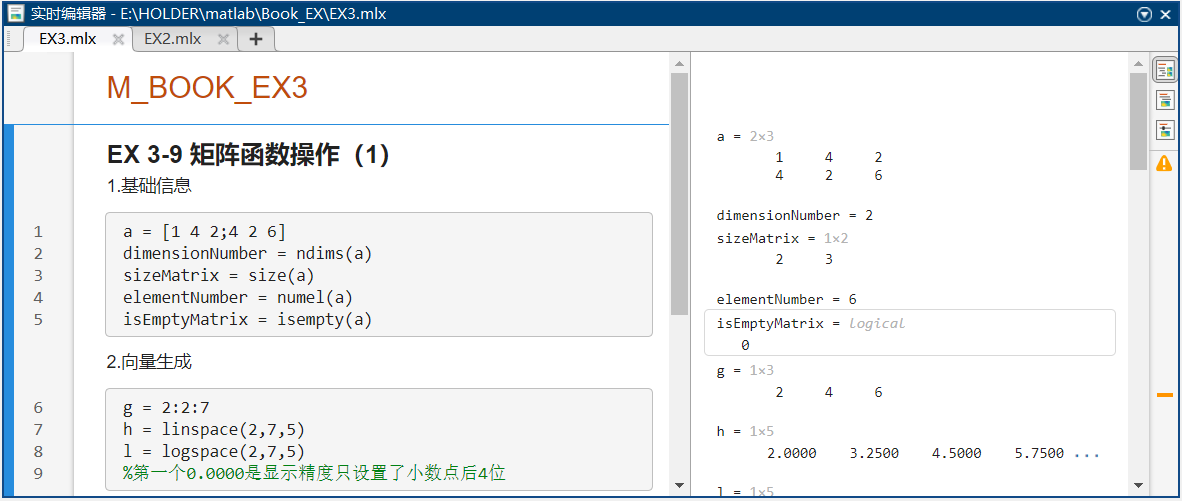 实时编辑器 - E:\HOLDER\matlab\Book_EX\EX3.mlx
EX3.mlx
EX2.mlx
M_BOOK_EX3
EX 3-9 矩阵函数操作（1）
1.基础信息
1 a = [1 4 2;4 2 6]
2 dimensionNumber = ndims(a)
3 sizeMatrix = size(a)
4 elementNumber = numel(a)
5 isEmptyMatrix = isempty(a)
2.向量生成
6 g = 2:2:7
7 h = linspace(2,7,5)
8 l = logspace(2,7,5)
9 %第一个0.0000是显示精度只设置了小数点后4位
a = 2×3
1 4 2
4 2 6
dimensionNumber = 2
sizeMatrix = 1×2
2 3
elementNumber = 6
isEmptyMatrix = logical
0
g = 1×3
2 4 6
h = 1×5
2.0000 3.2500 4.5000 5.7500 ...
l = 1×5